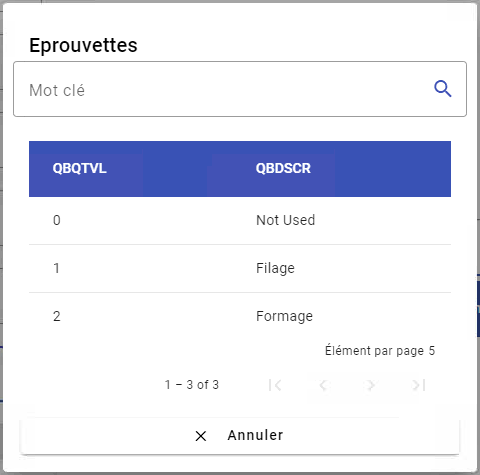 Eprouvettes
Mot clé
QBQTVL QBDSCR
0 Not Used
1 Filage
2 Formage
Élément par page 5
1 – 3 of 3
Annuler